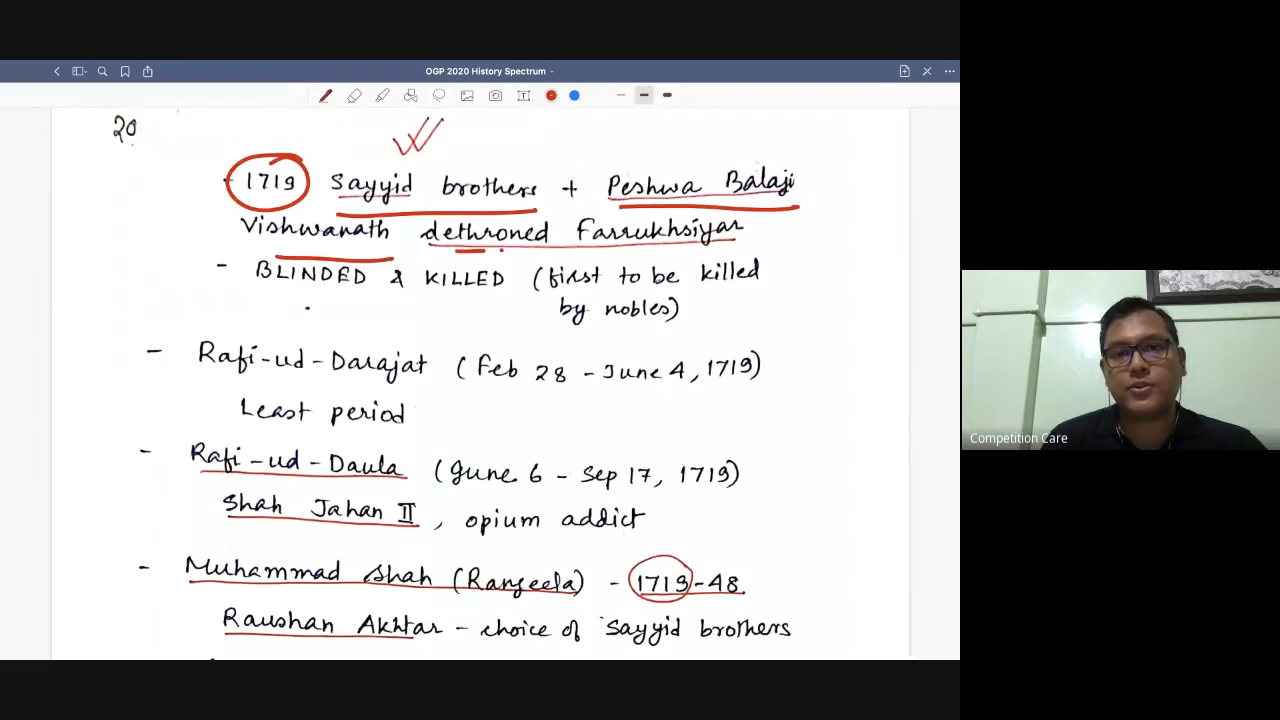 OGP 2020 History Spectrum
20
- 1719 Sayyid brothers + Peshwa Balaji
Vishwanath dethroned Farrukhsiyar
- BLINDED & KILLED (first to be killed
by nobles)
- Rafi-ud-Darajat (Feb 28 - June 4, 1719)
Least period
- Rafi-ud-Daula (June 6 - Sep 17, 1719)
Shah Jahan II, opium addict
- Muhammad Shah (Rangeela) - 1719-48
Raushan Akhtar - choice of Sayyid brothers
Competition Care